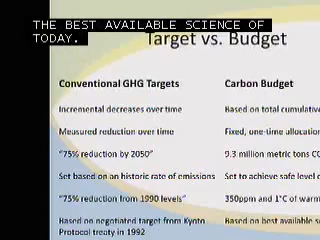 THE BEST AVAILABLE SCIENCE OF
TODAY.
Target vs. Budget
Conventional GHG Targets
Carbon Budget
Incremental decreases over time
Based on total cumulative
Measured reduction over time
Fixed, one-time allocation
"75% reduction by 2050"
9.3 million metric tons CO
Set based on an historic rate of emissions
Set to achieve safe level o
"75% reduction from 1990 levels"
350ppm and 1°C of warm
Based on negotiated target from Kyoto
Protocol treaty in 1992
Based on best available s